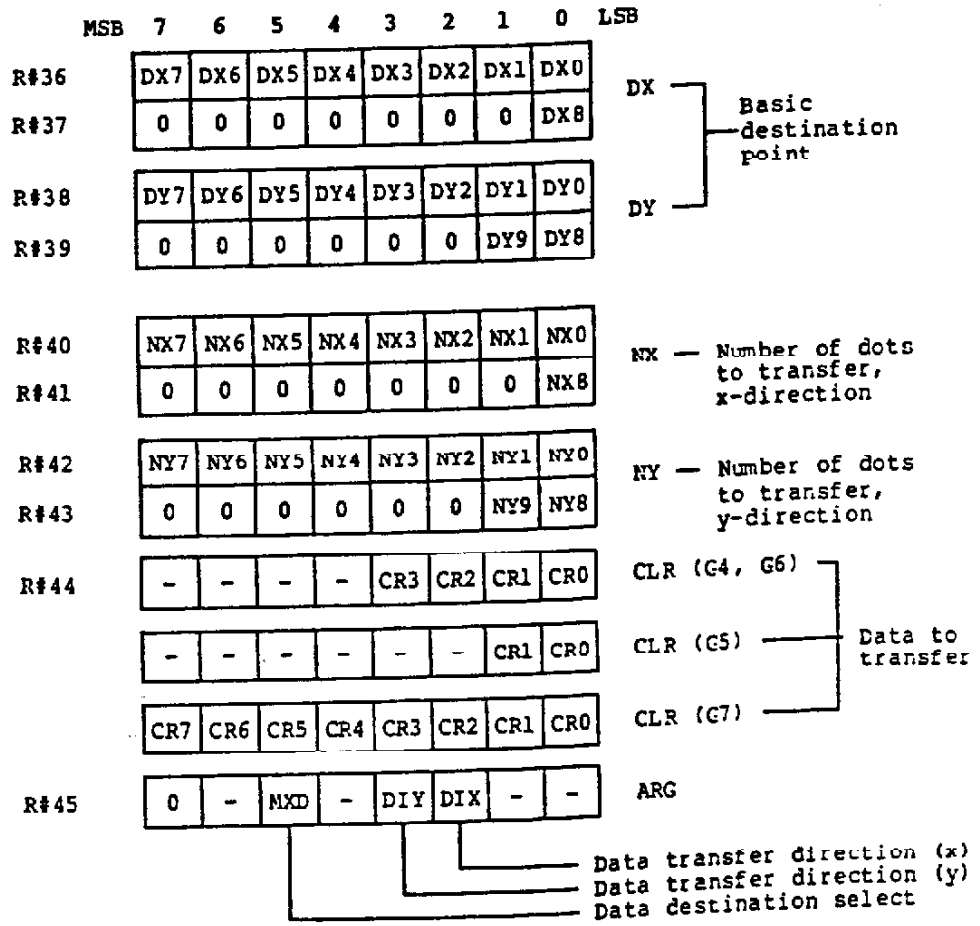 MSB 7 6 5 4 3 2 1 0 LSB
R#36 DX7 DX6 DX5 DX4 DX3 DX2 DX1 DX0 DX
R#37 0 0 0 0 0 0 0 DX8
Basic
destination
point
R#38 DY7 DY6 DY5 DY4 DY3 DY2 DY1 DY0 DY
R#39 0 0 0 0 0 0 DY9 DY8
R#40 NX7 NX6 NX5 NX4 NX3 NX2 NX1 NX0 NX — Number of dots
to transfer,
R#41 0 0 0 0 0 0 0 NX8 x-direction
R#42 NY7 NY6 NY5 NY4 NY3 NY2 NY1 NY0 NY — Number of dots
to transfer,
R#43 0 0 0 0 0 0 NY9 NY8 y-direction
R#44 - - - - CR3 CR2 CR1 CR0 CLR (G4, G6)
- - - - - - CR1 CR0 CLR (G5)
Data to
transfer
CR7 CR6 CR5 CR4 CR3 CR2 CR1 CR0 CLR (G7)
R#45 0 - MXD - DIY DIX - - ARG
Data transfer direction (x)
Data transfer direction (y)
Data destination select